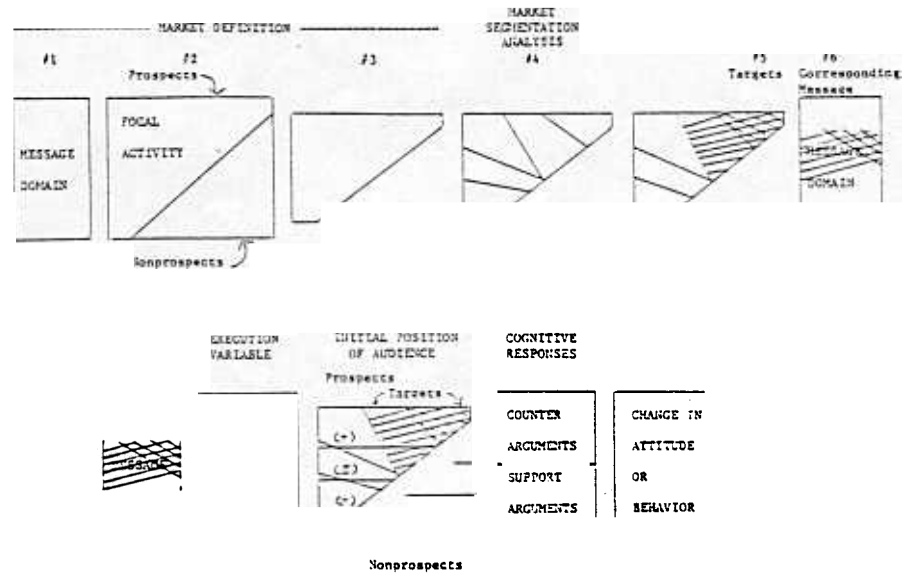 MARKET DEFINITION
MARKET
SEGMENTATION
ANALYSIS
#1
#2
#3
#4
#5
#6
Prospects
Targets
Corresponding
Message
MESSAGE
DOMAIN
FOCAL
ACTIVITY
MESSAGE
DOMAIN
Nonprospects
EXECUTION
VARIABLE
INITIAL POSITION
OF AUDIENCE
COGNITIVE
RESPONSES
Prospects
Targets
(+)
(±)
(-)
COUNTER
ARGUMENTS
SUPPORT
ARGUMENTS
CHANGE IN
ATTITUDE
OR
BEHAVIOR
Nonprospects